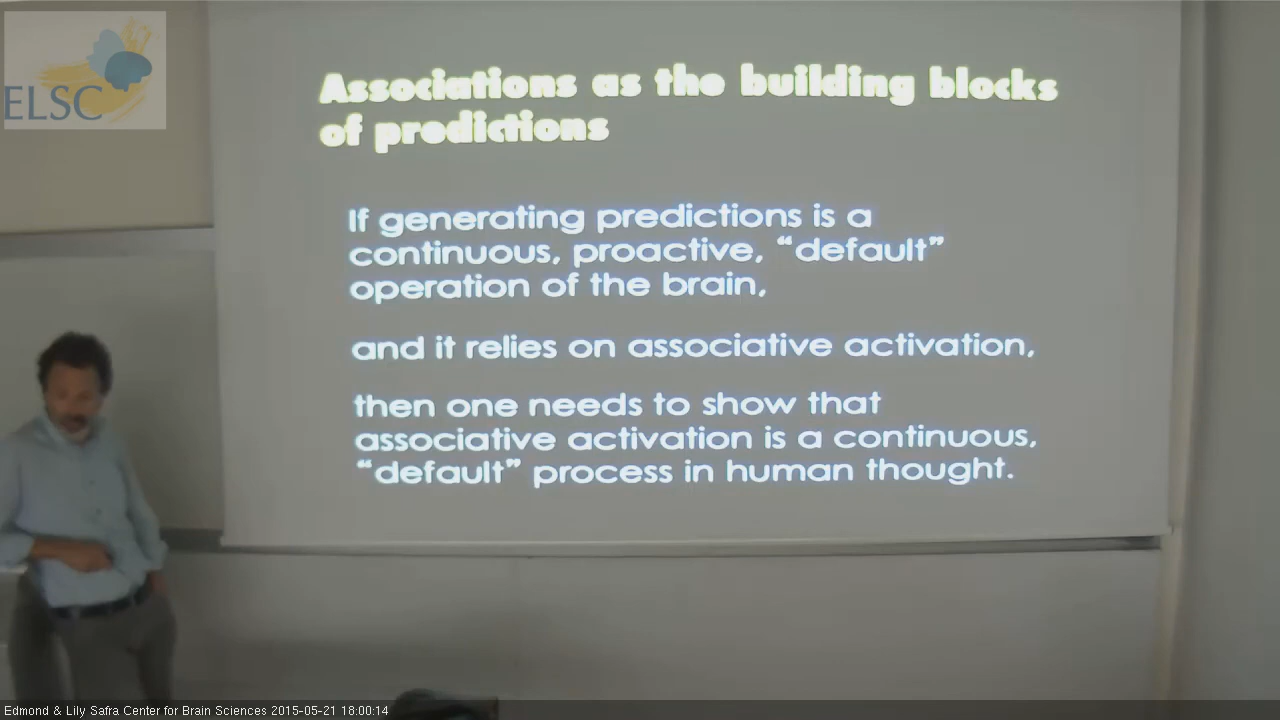 ELSC
Associations as the building blocks
of predictions
If generating predictions is a
continuous, proactive, “default”
operation of the brain,
and it relies on associative activation,
then one needs to show that
associative activation is a continuous,
“default” process in human thought.
Edmond & Lily Safra Center for Brain Sciences 2015-05-21 18:00:14